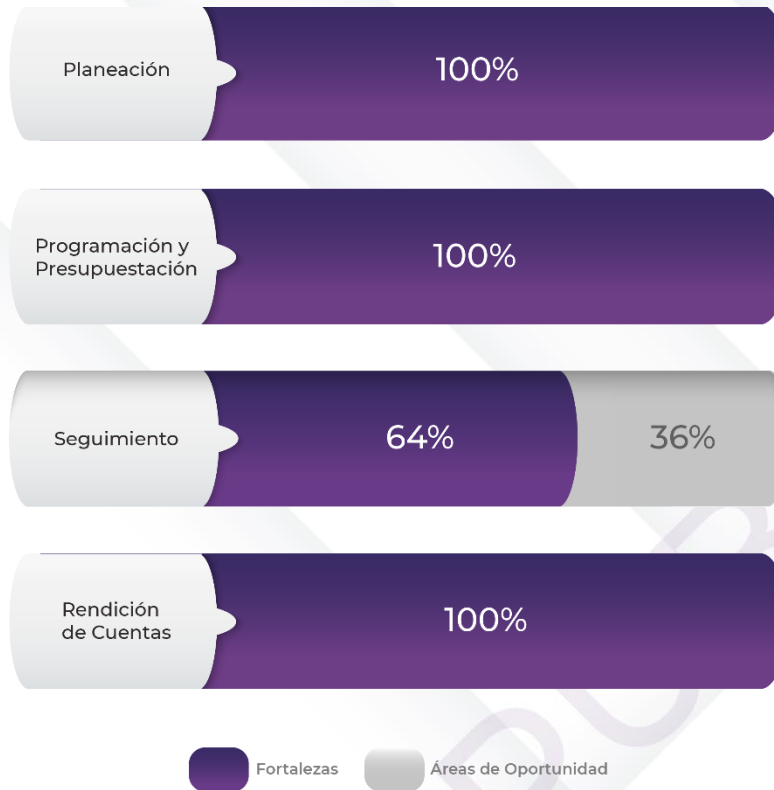 Planeación
100%
Programación y
Presupuestación
100%
Seguimiento
64%
36%
Rendición
de Cuentas
100%
Fortalezas
Áreas de Oportunidad